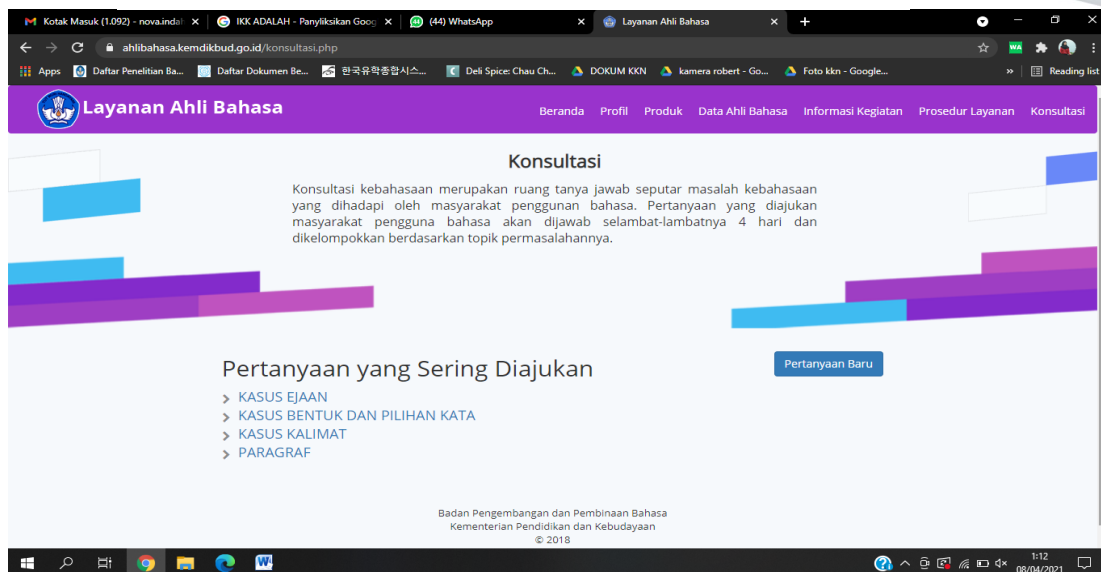 Kotak Masuk (1.092) - nova.indah
IKK ADALAH - Panyliksikan Goog
(44) WhatsApp
Layanan Ahli Bahasa
ahlibahasa.kemdikbud.go.id/konsultasi.php
WA
Apps
Daftar Penelitian Ba...
Daftar Dokumen Be...
한국유학종합시스...
Deli Spice: Chau Ch...
DOKUM KKN
kamera robert - Go...
Foto kkn - Google...
»
Reading list
Layanan Ahli Bahasa
Beranda Profil Produk Data Ahli Bahasa Informasi Kegiatan Prosedur Layanan Konsultasi
Konsultasi
Konsultasi kebahasaan merupakan ruang tanya jawab seputar masalah kebahasaan
yang dihadapi oleh masyarakat penggunan bahasa. Pertanyaan yang diajukan
masyarakat pengguna bahasa akan dijawab selambat-lambatnya 4 hari dan
dikelompokkan berdasarkan topik permasalahannya.
Pertanyaan yang Sering Diajukan
Pertanyaan Baru
KASUS EJAAN
KASUS BENTUK DAN PILIHAN KATA
KASUS KALIMAT
PARAGRAF
Badan Pengembangan dan Pembinaan Bahasa
Kementerian Pendidikan dan Kebudayaan
© 2018
1:12
08/04/2021